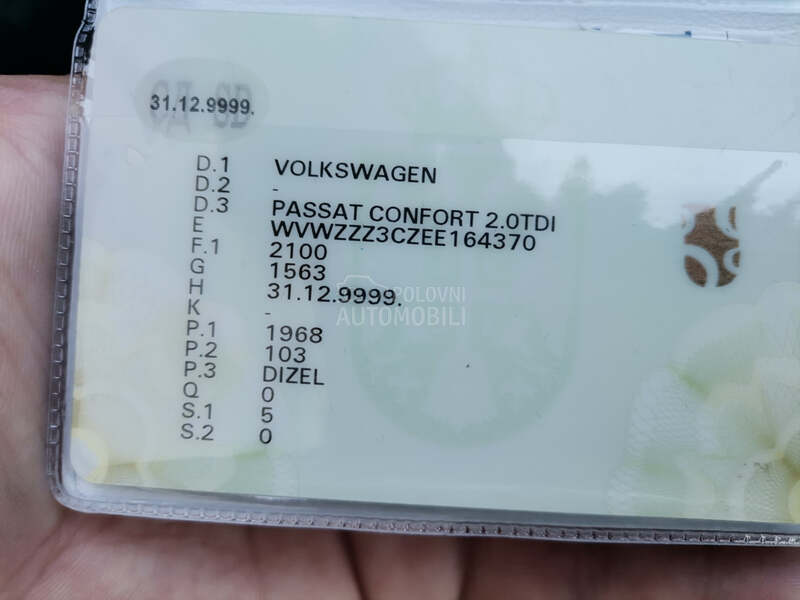 31.12.9999.
D.1 VOLKSWAGEN
D.2 -
D.3 PASSAT CONFORT 2.0TDI
E WVWZZZ3CZEE164370
F.1 2100
G 1563
H 31.12.9999.
K -
P.1 1968
P.2 103
P.3 DIZEL
Q 0
S.1 5
S.2 0
POLOVNI
AUTOMOBILI